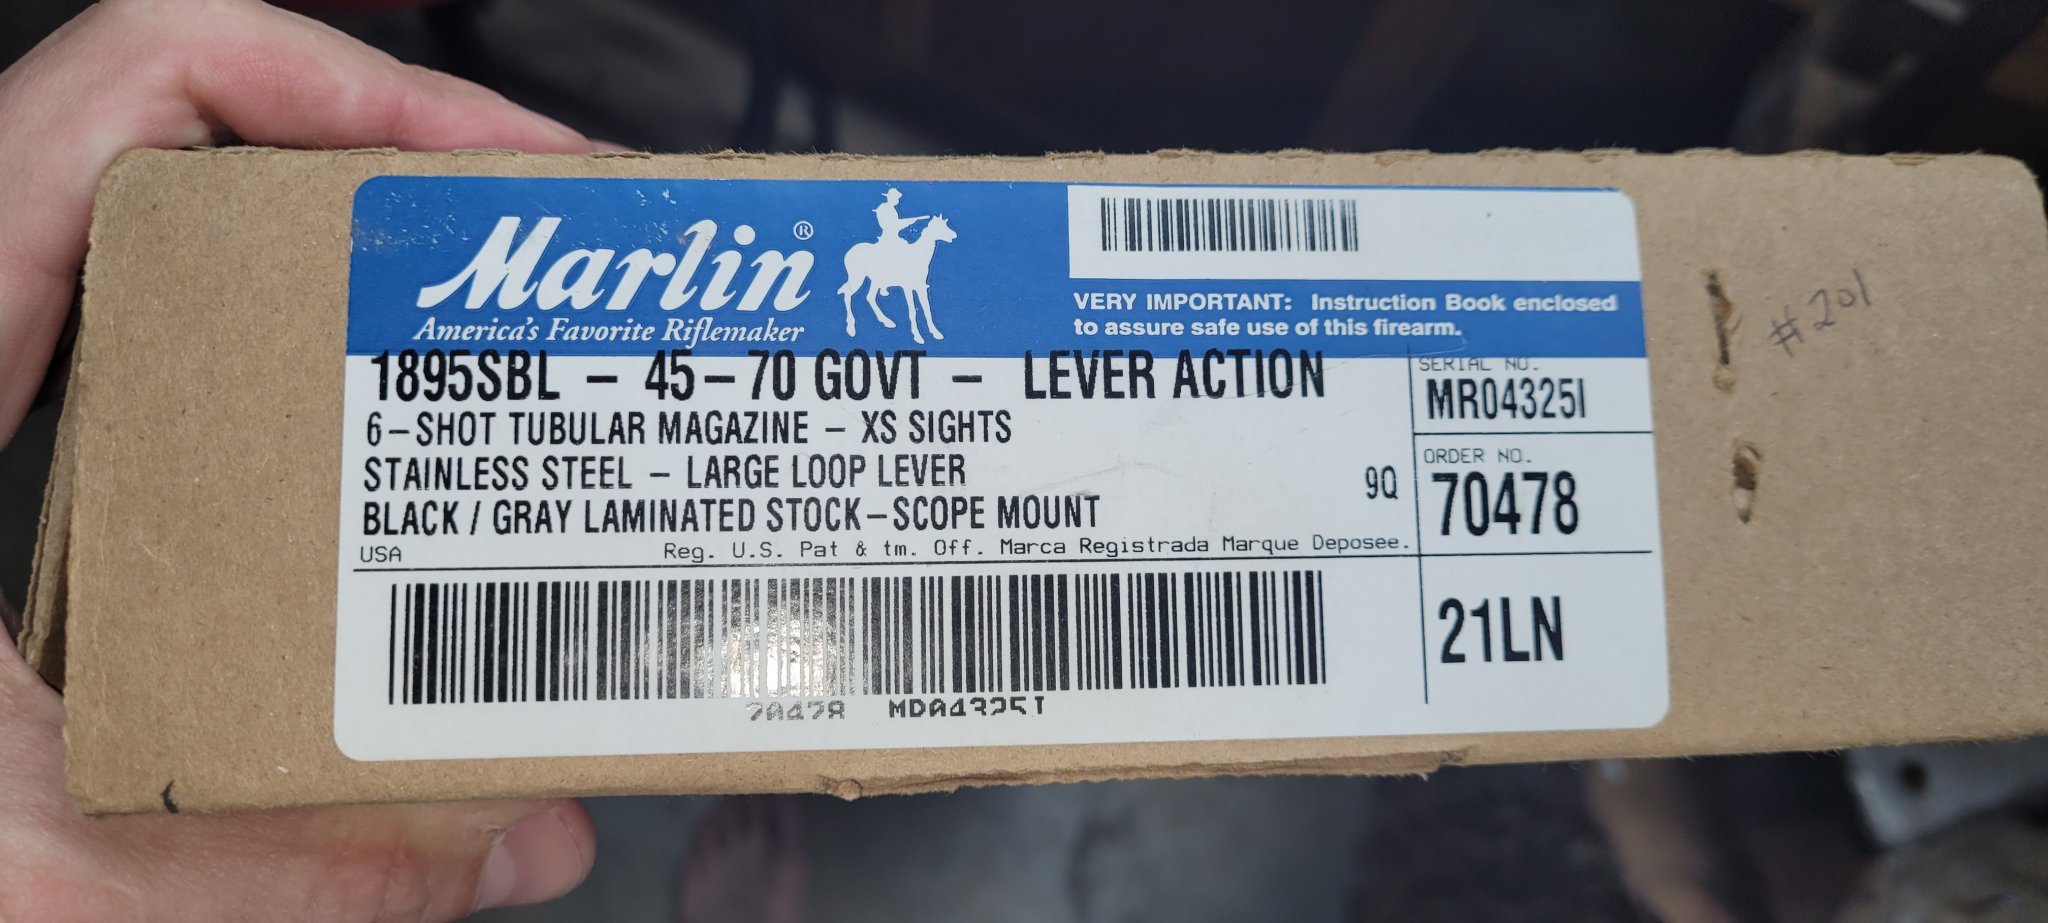 Marlin®
America's Favorite Riflemaker
VERY IMPORTANT: Instruction Book enclosed
to assure safe use of this firearm.
1895SBL – 45–70 GOVT – LEVER ACTION
6–SHOT TUBULAR MAGAZINE – XS SIGHTS
STAINLESS STEEL – LARGE LOOP LEVER
BLACK / GRAY LAMINATED STOCK–SCOPE MOUNT
9Q
USA
Reg. U.S. Pat & tm. Off. Marca Registrada Marque Deposee.
SERIAL NO.
MR04325I
ORDER NO.
70478
21LN
70478
#201